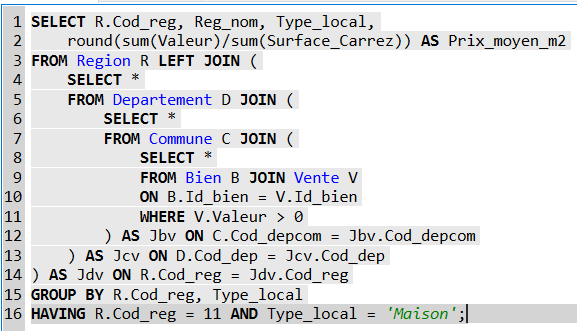 1 SELECT R.Cod_reg, Reg_nom, Type_local,
2 round(sum(Valeur)/sum(Surface_Carrez)) AS Prix_moyen_m2
3 FROM Region R LEFT JOIN (
4 SELECT *
5 FROM Departement D JOIN (
6 SELECT *
7 FROM Commune C JOIN (
8 SELECT *
9 FROM Bien B JOIN Vente V
10 ON B.Id_bien = V.Id_bien
11 WHERE V.Valeur > 0
12 ) AS Jbv ON C.Cod_depcom = Jbv.Cod_depcom
13 ) AS Jcv ON D.Cod_dep = Jcv.Cod_dep
14 ) AS Jdv ON R.Cod_reg = Jdv.Cod_reg
15 GROUP BY R.Cod_reg, Type_local
16 HAVING R.Cod_reg = 11 AND Type_local = 'Maison';